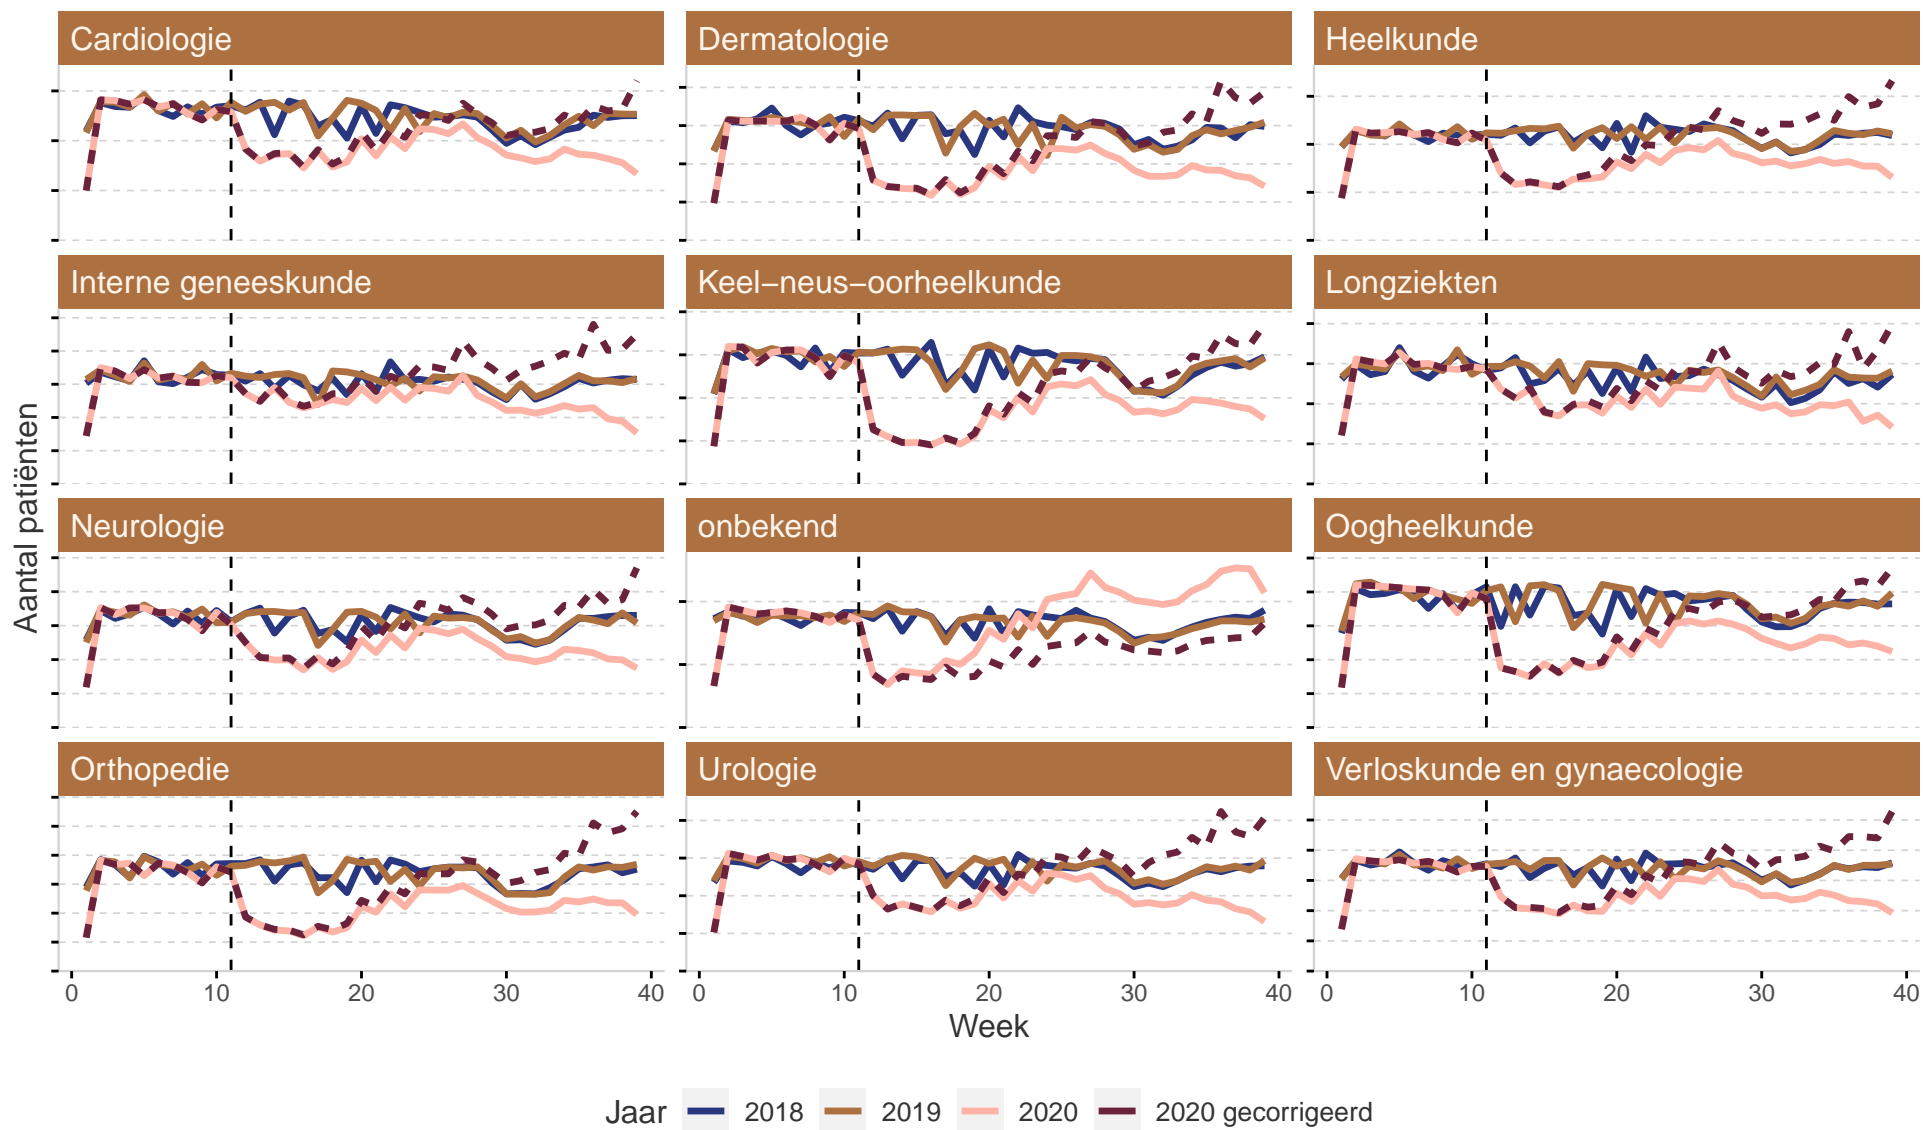 Cardiologie
Dermatologie
Heelkunde
Interne geneeskunde
Keel−neus−oorheelkunde
Longziekten
Neurologie
onbekend
Oogheelkunde
Orthopedie
Urologie
Verloskunde en gynaecologie
Aantal patiënten
0 10 20 30 40
0 10 20 30 40
0 10 20 30 40
Week
Jaar 2018 2019 2020 2020 gecorrigeerd